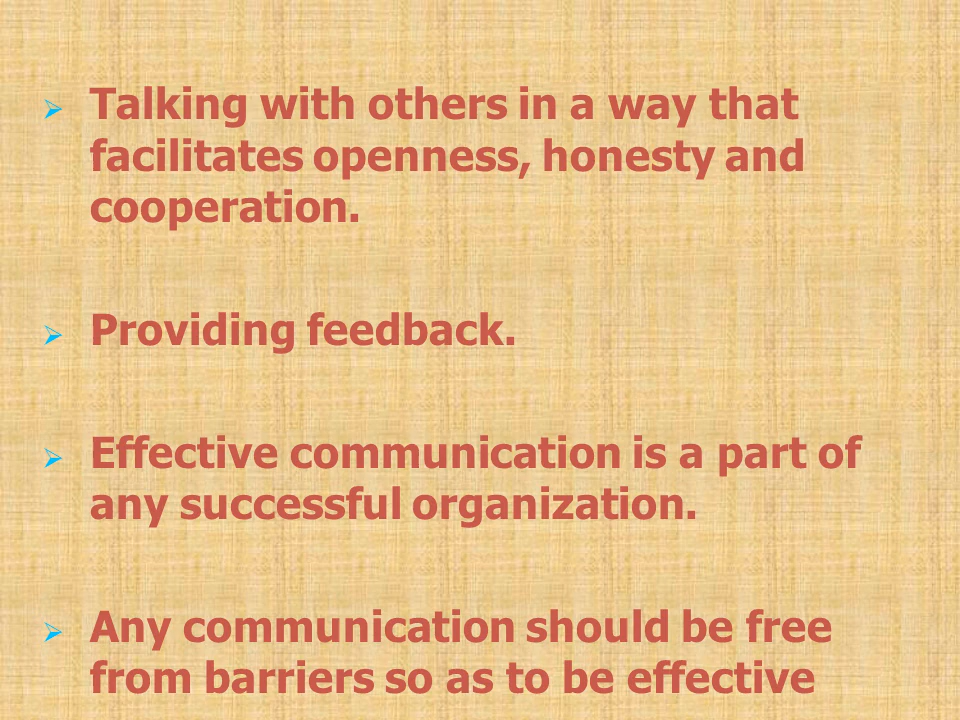 Talking with others in a way that
facilitates openness, honesty and
cooperation.
Providing feedback.
Effective communication is a part of
any successful organization.
Any communication should be free
from barriers so as to be effective